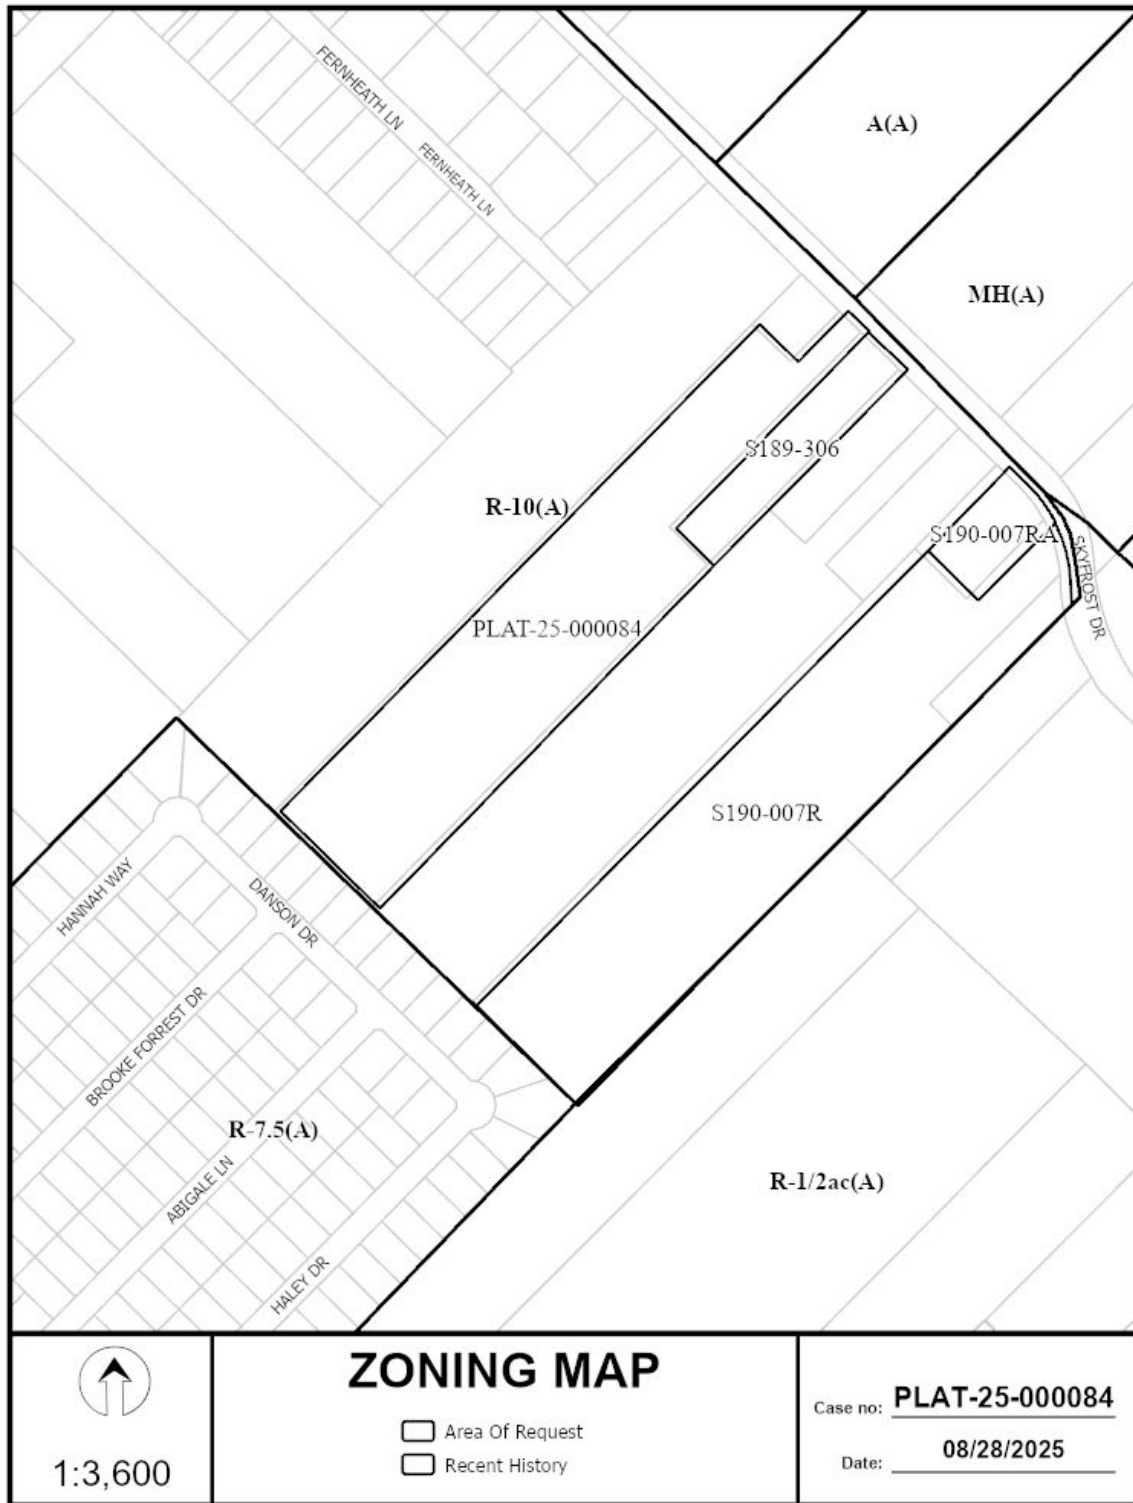 FERNHEATH LN
FERNHEATH LN
A(A)
MH(A)
S189-306
R-10(A)
S190-007RA
SKYFROST DR
PLAT-25-000084
S190-007R
HANNAH WAY
DANSON DR
BROOKE FORREST DR
R-7.5(A)
ABIGALE LN
R-1/2ac(A)
HALEY DR
1:3,600
ZONING MAP
Area Of Request
Recent History
Case no: PLAT-25-000084
Date: 08/28/2025